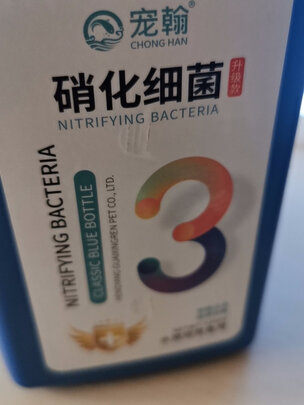 宠翰®
CHONG HAN
硝化细菌
升级款
NITRIFYING BACTERIA
NITRIFYING BACTERIA
CLASSIC BLUE BOTTLE
3